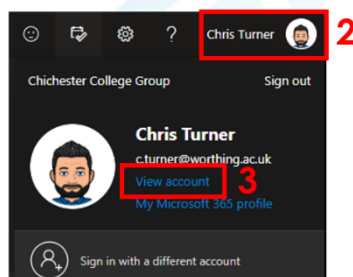 Chris Turner 2
Chichester College Group Sign out
Chris Turner
c.turner@worthing.ac.uk
View account 3
My Microsoft 365 profile
Sign in with a different account